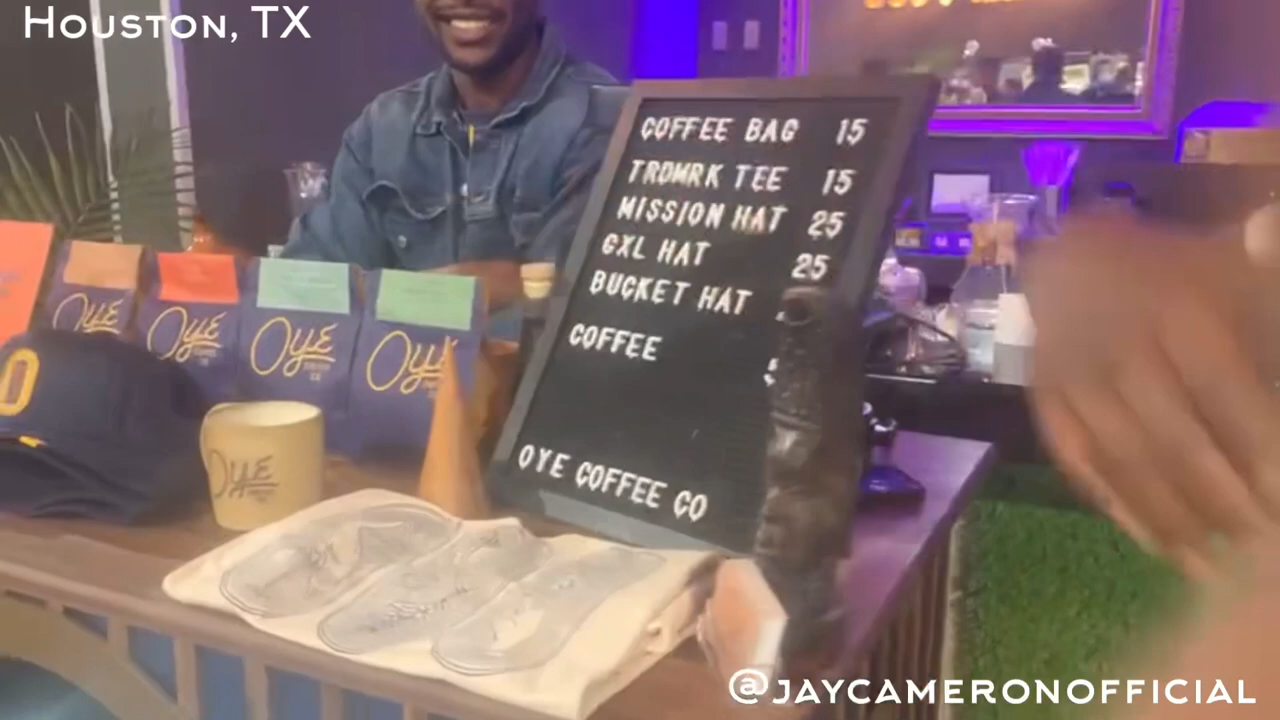 Houston, TX
COFFEE BAG 15
TRDMRK TEE 15
MISSION HAT 25
GXL HAT 25
BUCKET HAT
COFFEE 5
OYE COFFEE CO
Oye
Oye
Oye
Oye
O
OYE
@JAYCAMERONOFFICIAL